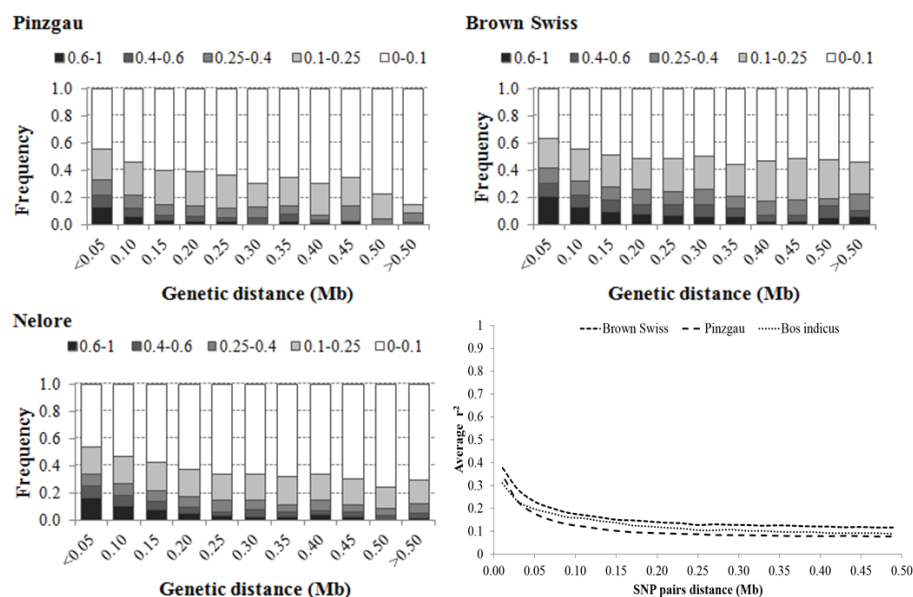 Pinzgau
0.6-1 0.4-0.6 0.25-0.4 0.1-0.25 0-0.1
1.0
0.8
0.6
0.4
0.2
0.0
Frequency
<0.05 0.10 0.15 0.20 0.25 0.30 0.35 0.40 0.45 0.50 >0.50
Genetic distance (Mb)
Brown Swiss
0.6-1 0.4-0.6 0.25-0.4 0.1-0.25 0-0.1
1.0
0.8
0.6
0.4
0.2
0.0
Frequency
<0.05 0.10 0.15 0.20 0.25 0.30 0.35 0.40 0.45 0.50 >0.50
Genetic distance (Mb)
Nelore
0.6-1 0.4-0.6 0.25-0.4 0.1-0.25 0-0.1
1.0
0.8
0.6
0.4
0.2
0.0
Frequency
<0.05 0.10 0.15 0.20 0.25 0.30 0.35 0.40 0.45 0.50 >0.50
Genetic distance (Mb)
Brown Swiss Pinzgau Bos indicus
1
0.9
0.8
0.7
0.6
0.5
0.4
0.3
0.2
0.1
0
Average r²
0.00 0.05 0.10 0.15 0.20 0.25 0.30 0.35 0.40 0.45 0.50
SNP pairs distance (Mb)